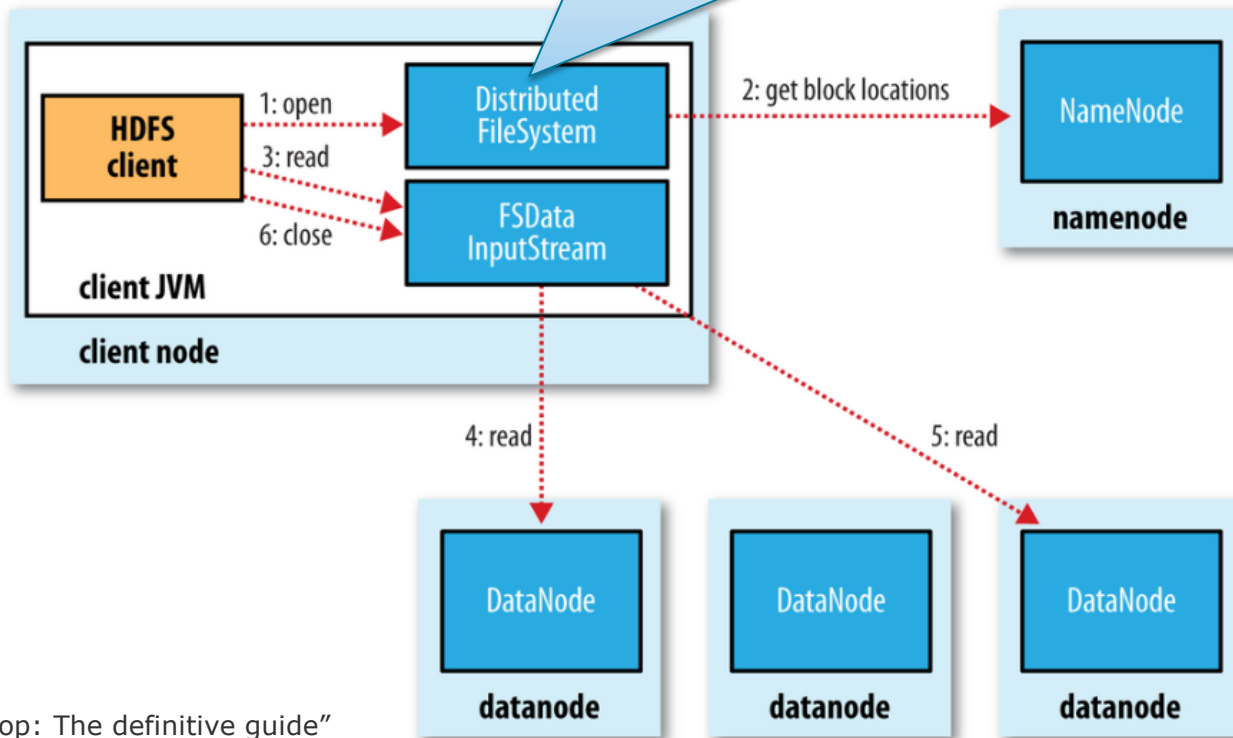 1: open
HDFS
client
3: read
6: close
Distributed
FileSystem
FSData
InputStream
client JVM
client node
2: get block locations
NameNode
namenode
4: read
5: read
DataNode
datanode
DataNode
datanode
DataNode
datanode
op: The definitive guide”